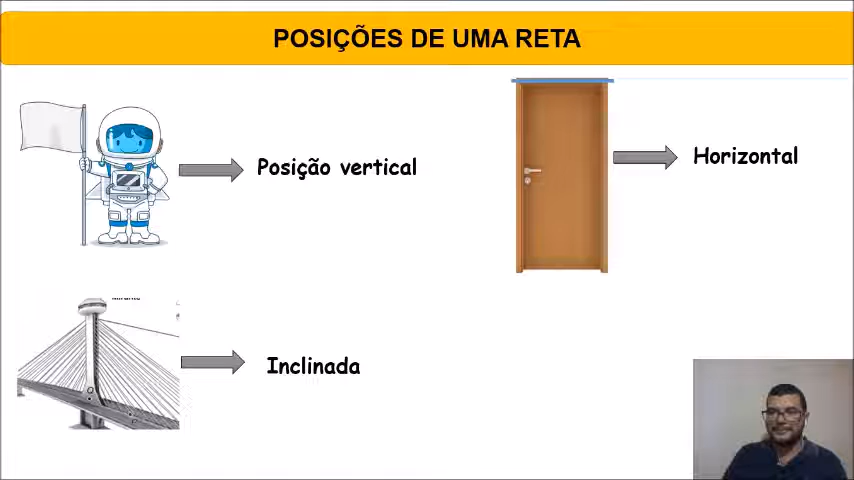 POSIÇÕES DE UMA RETA
Posição vertical
Horizontal
Inclinada